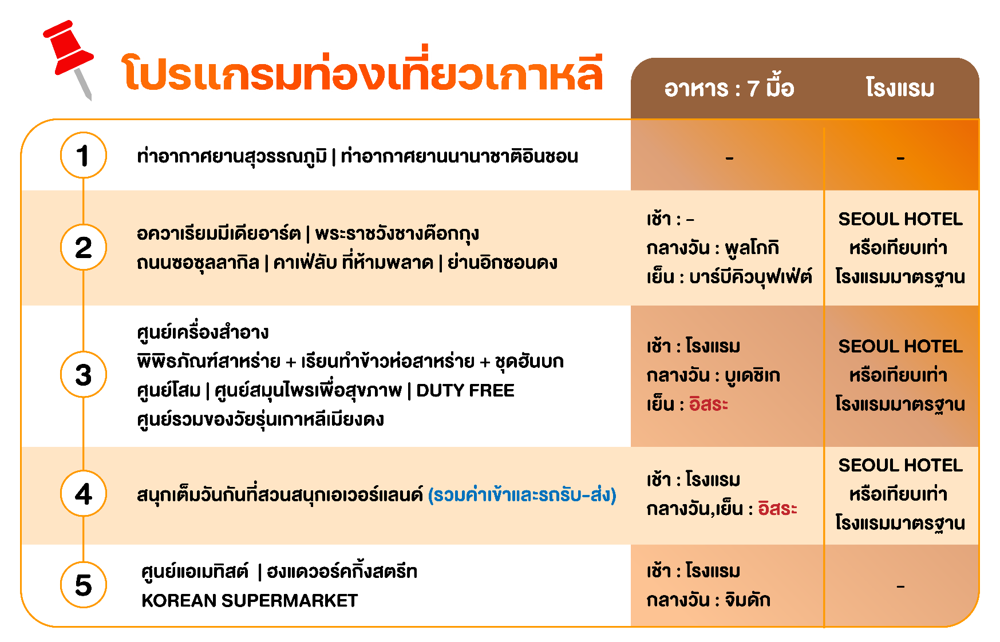 โปรแกรมท่องเที่ยวเกาหลี
อาหาร : 7 มื้อ
โรงแรม
1
ท่าอากาศยานสุวรรณภูมิ | ท่าอากาศยานนานาชาติอินชอน
-
-
2
อควาเรียมมีเดียอาร์ต | พระราชวังชางด๊อกกุง
ถนนซอซุลลากิล | คาเฟ่ลับ ที่ห้ามพลาด | ย่านอิกซอนดง
เช้า : -
กลางวัน : พูลโกกิ
เย็น : บาร์บีคิวบุฟเฟ่ต์
SEOUL HOTEL
หรือเทียบเท่า
โรงแรมมาตรฐาน
3
ศูนย์เครื่องสำอาง
พิพิธภัณฑ์สาหร่าย + เรียนทำข้าวห่อสาหร่าย + ชุดฮันบก
ศูนย์โสม | ศูนย์สมุนไพรเพื่อสุขภาพ | DUTY FREE
ศูนย์รวมของวัยรุ่นเกาหลีเมียงดง
เช้า : โรงแรม
กลางวัน : บูเดชิเก
เย็น : อิสระ
SEOUL HOTEL
หรือเทียบเท่า
โรงแรมมาตรฐาน
4
สนุกเต็มวันกันที่สวนสนุกเอเวอร์แลนด์ (รวมค่าเข้าและรถรับ-ส่ง)
เช้า : โรงแรม
กลางวัน,เย็น : อิสระ
SEOUL HOTEL
หรือเทียบเท่า
โรงแรมมาตรฐาน
5
ศูนย์แอเมทิสต์ | ฮงแดวอร์คกิ้งสตรีท
KOREAN SUPERMARKET
เช้า : โรงแรม
กลางวัน : จิมดัก
-